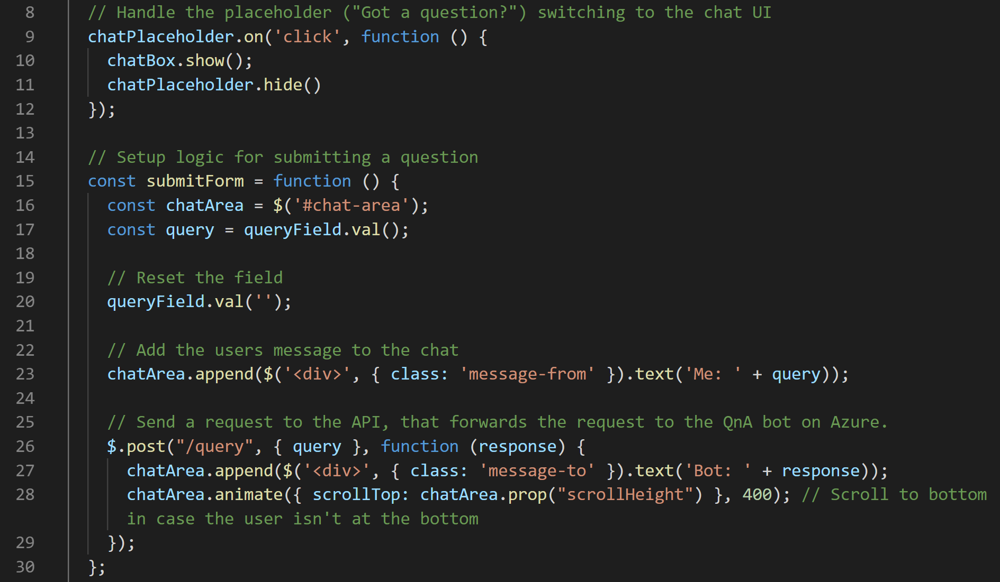 8 // Handle the placeholder ("Got a question?") switching to the chat UI
9 chatPlaceholder.on('click', function () {
10 chatBox.show();
11 chatPlaceholder.hide()
12 });
13
14 // Setup logic for submitting a question
15 const submitForm = function () {
16 const chatArea = $('#chat-area');
17 const query = queryField.val();
18
19 // Reset the field
20 queryField.val('');
21
22 // Add the users message to the chat
23 chatArea.append($('<div>', { class: 'message-from' }).text('Me: ' + query));
24
25 // Send a request to the API, that forwards the request to the QnA bot on Azure.
26 $.post("/query", { query }, function (response) {
27 chatArea.append($('<div>', { class: 'message-to' }).text('Bot: ' + response));
28 chatArea.animate({ scrollTop: chatArea.prop("scrollHeight") }, 400); // Scroll to bottom
in case the user isn't at the bottom
29 });
30 };